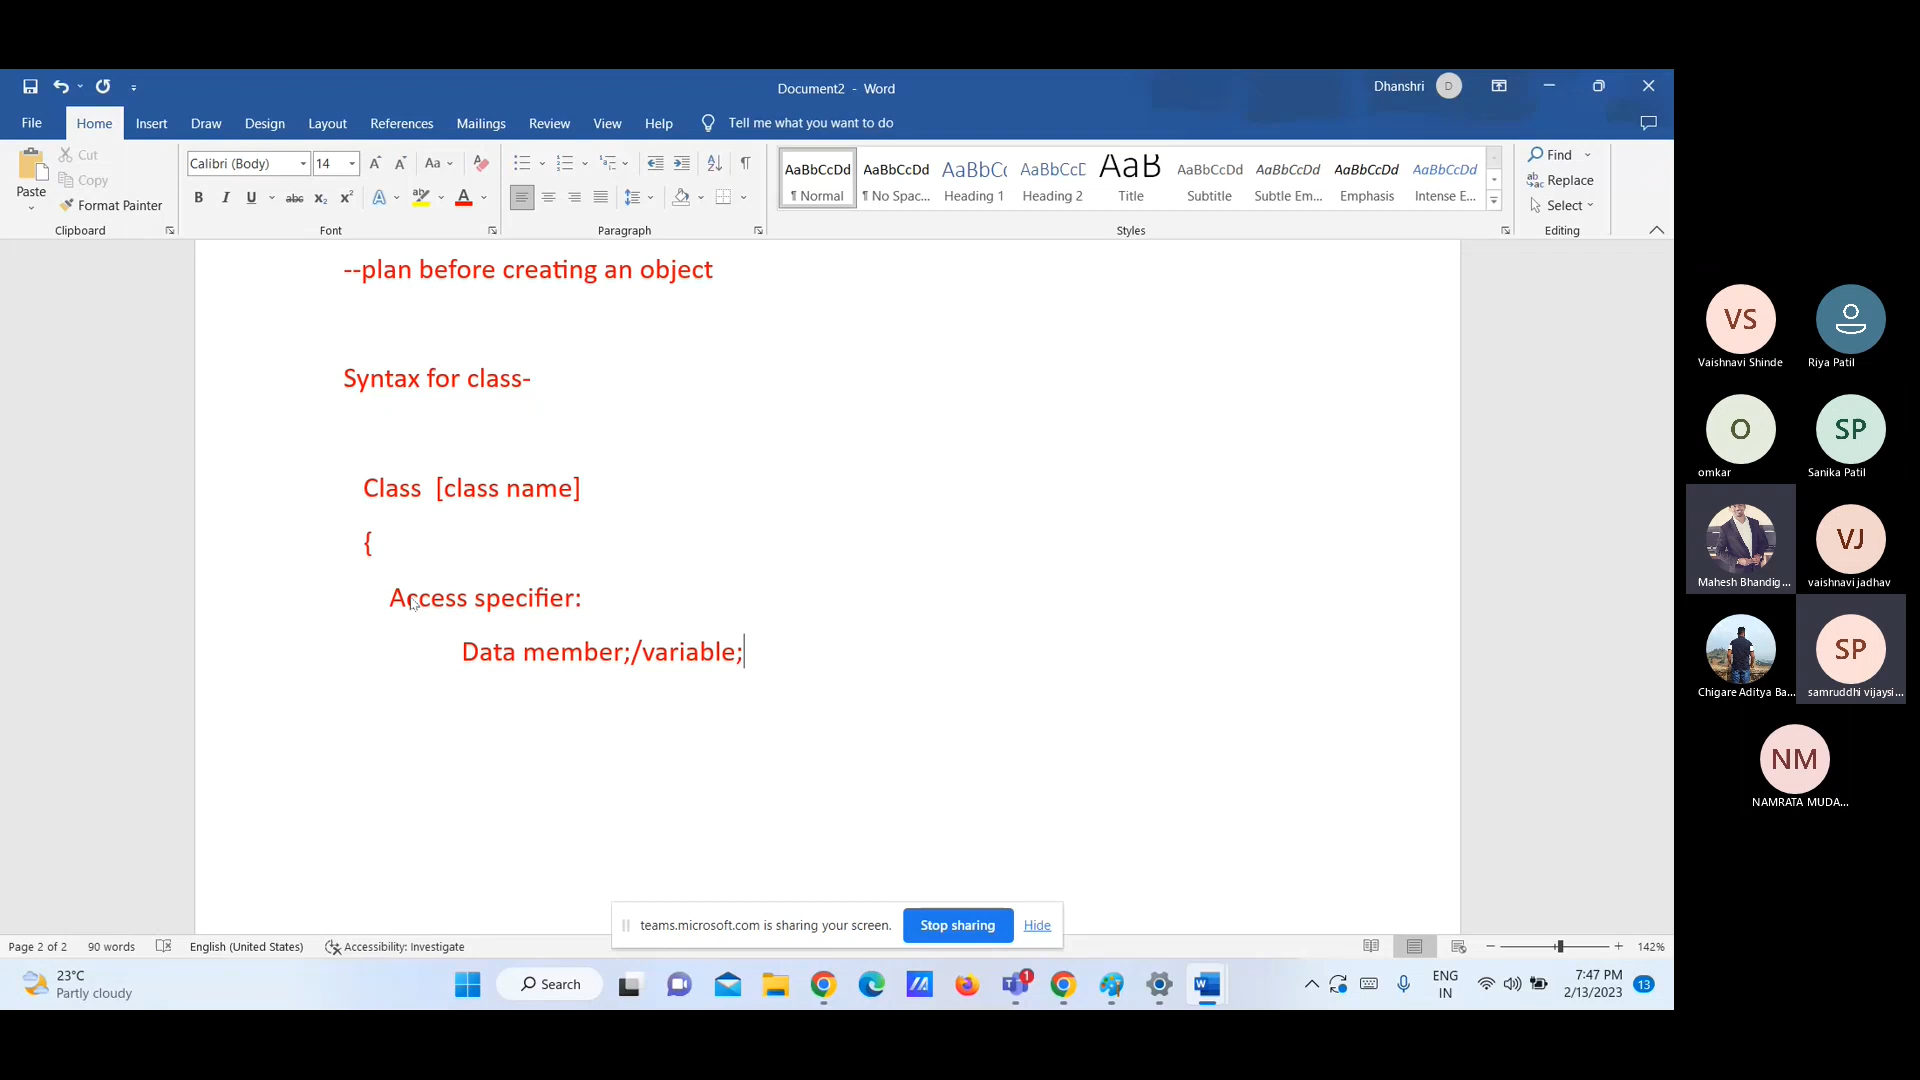 Document2 - Word
Dhanshri
D
File
Home
Insert
Draw
Design
Layout
References
Mailings
Review
View
Help
Tell me what you want to do
Paste
Cut
Copy
Format Painter
Clipboard
Calibri (Body)
14
Aa
B I U abc x₂ x² A A
Font
Paragraph
AaBbCcDd
¶ Normal
AaBbCcDd
¶ No Spac...
AaBbCc
Heading 1
AaBbCcD
Heading 2
AaB
Title
AaBbCcDd
Subtitle
AaBbCcDd
Subtle Em...
AaBbCcDd
Emphasis
AaBbCcDd
Intense E...
Styles
Find
Replace
Select
Editing
--plan before creating an object
Syntax for class-
Class [class name]
{
Access specifier:
Data member;/variable;
VS
Vaishnavi Shinde
Riya Patil
O
omkar
SP
Sanika Patil
Mahesh Bhandig...
VJ
vaishnavi jadhav
Chigare Aditya Ba...
SP
samruddhi vijaysi...
NM
NAMRATA MUDA...
teams.microsoft.com is sharing your screen.
Stop sharing
Hide
Page 2 of 2
90 words
English (United States)
Accessibility: Investigate
142%
23°C
Partly cloudy
Search
1
W
ENG
IN
7:47 PM
2/13/2023
13